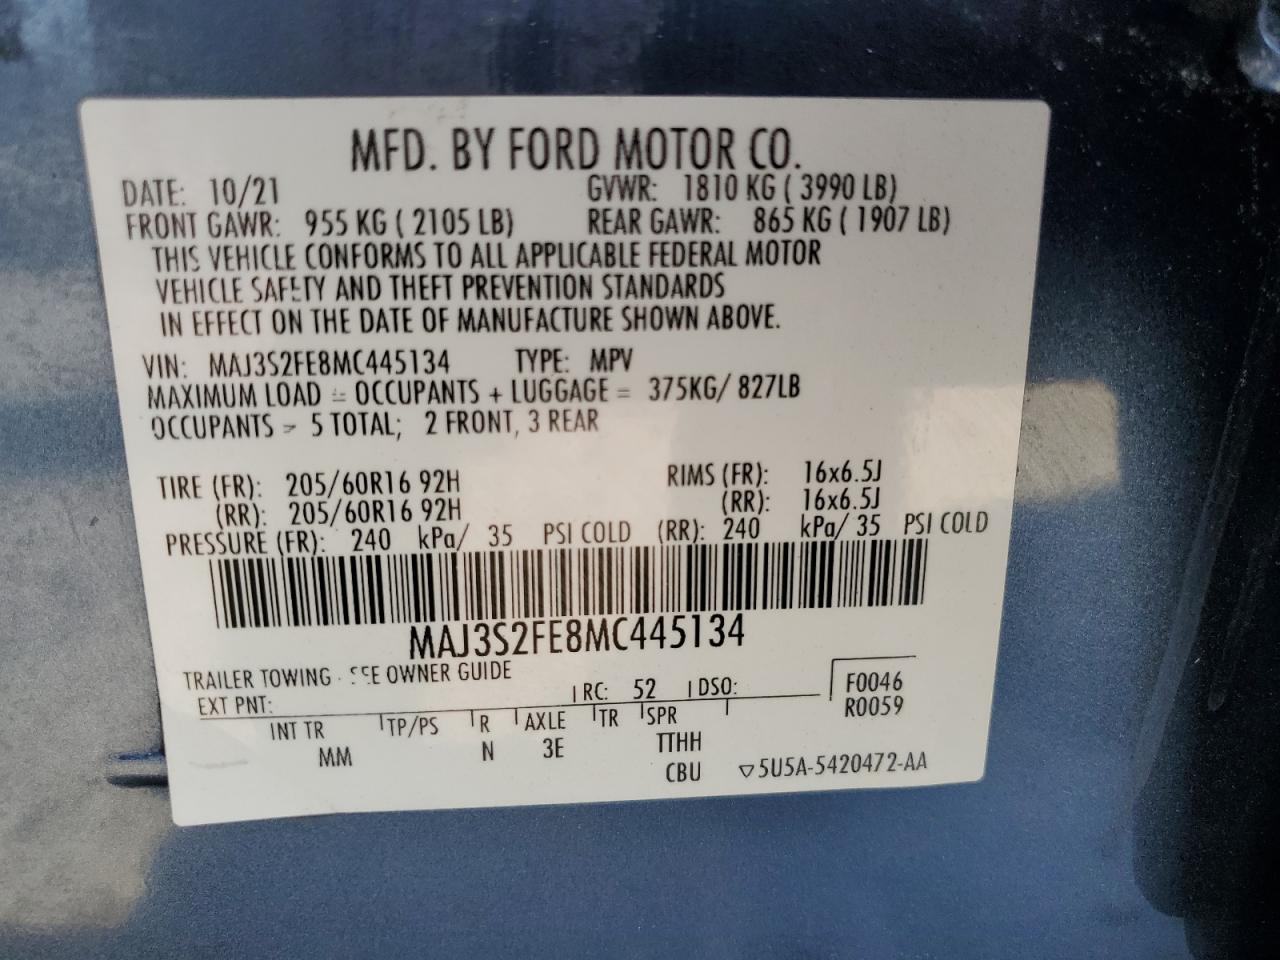 MFD. BY FORD MOTOR CO.
DATE: 10/21 GVWR: 1810 KG ( 3990 LB)
FRONT GAWR: 955 KG ( 2105 LB) REAR GAWR: 865 KG ( 1907 LB)
THIS VEHICLE CONFORMS TO ALL APPLICABLE FEDERAL MOTOR
VEHICLE SAFETY AND THEFT PREVENTION STANDARDS
IN EFFECT ON THE DATE OF MANUFACTURE SHOWN ABOVE.
VIN: MAJ3S2FE8MC445134 TYPE: MPV
MAXIMUM LOAD = OCCUPANTS + LUGGAGE = 375KG/ 827LB
OCCUPANTS = 5 TOTAL; 2 FRONT, 3 REAR
TIRE (FR): 205/60R16 92H RIMS (FR): 16x6.5J
(RR): 205/60R16 92H (RR): 16x6.5J
PRESSURE (FR): 240 kPa/ 35 PSI COLD (RR): 240 kPa/ 35 PSI COLD
MAJ3S2FE8MC445134
TRAILER TOWING - SEE OWNER GUIDE
EXT PNT: RC: 52 DSO: F0046
R0059
INT TR TP/PS R AXLE TR SPR
MM N 3E TTHH
CBU ▽5U5A-5420472-AA